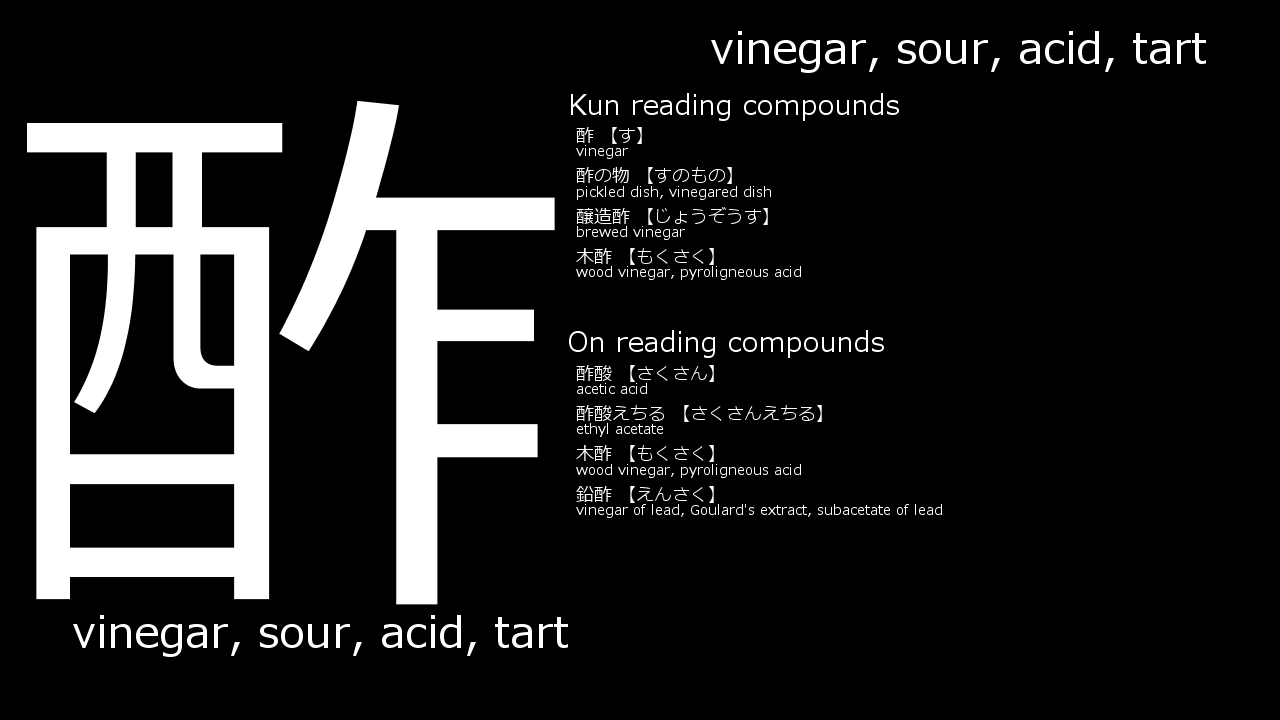 vinegar, sour, acid, tart
酢
Kun reading compounds
酢 【す】
vinegar
酢の物 【すのもの】
pickled dish, vinegared dish
醸造酢 【じょうぞうす】
brewed vinegar
木酢 【もくさく】
wood vinegar, pyroligneous acid
On reading compounds
酢酸 【さくさん】
acetic acid
酢酸えちる 【さくさんえちる】
ethyl acetate
木酢 【もくさく】
wood vinegar, pyroligneous acid
鉛酢 【えんさく】
vinegar of lead, Goulard's extract, subacetate of lead
vinegar, sour, acid, tart